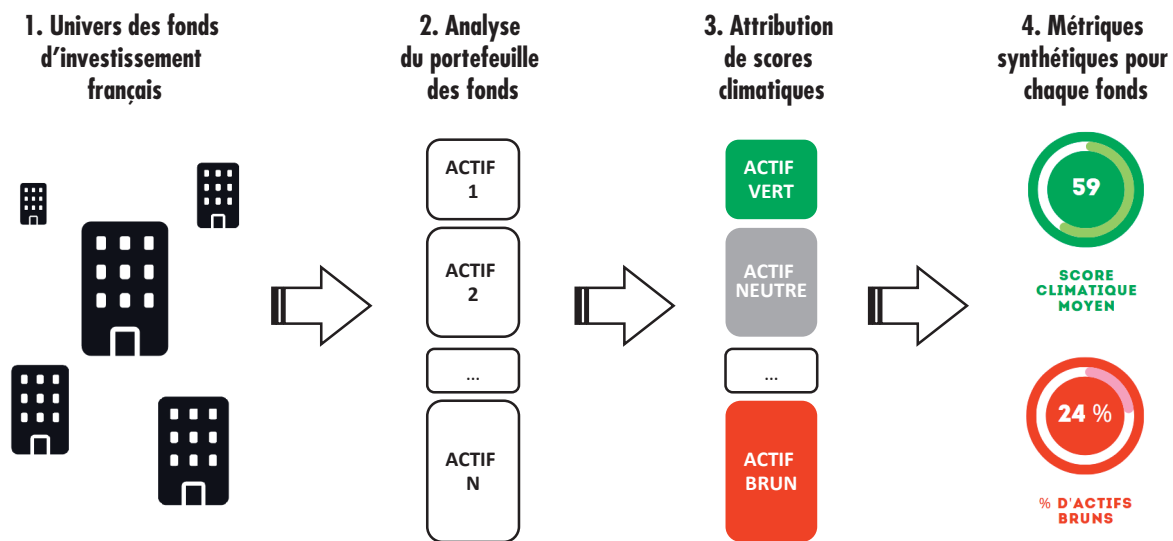 1. Univers des fonds
d’investissement
français
2. Analyse
du portefeuille
des fonds
3. Attribution
de scores
climatiques
4. Métriques
synthétiques pour
chaque fonds
ACTIF
1
ACTIF
2
...
ACTIF
N
ACTIF
VERT
ACTIF
NEUTRE
...
ACTIF
BRUN
59
SCORE
CLIMATIQUE
MOYEN
24 %
% D'ACTIFS
BRUNS